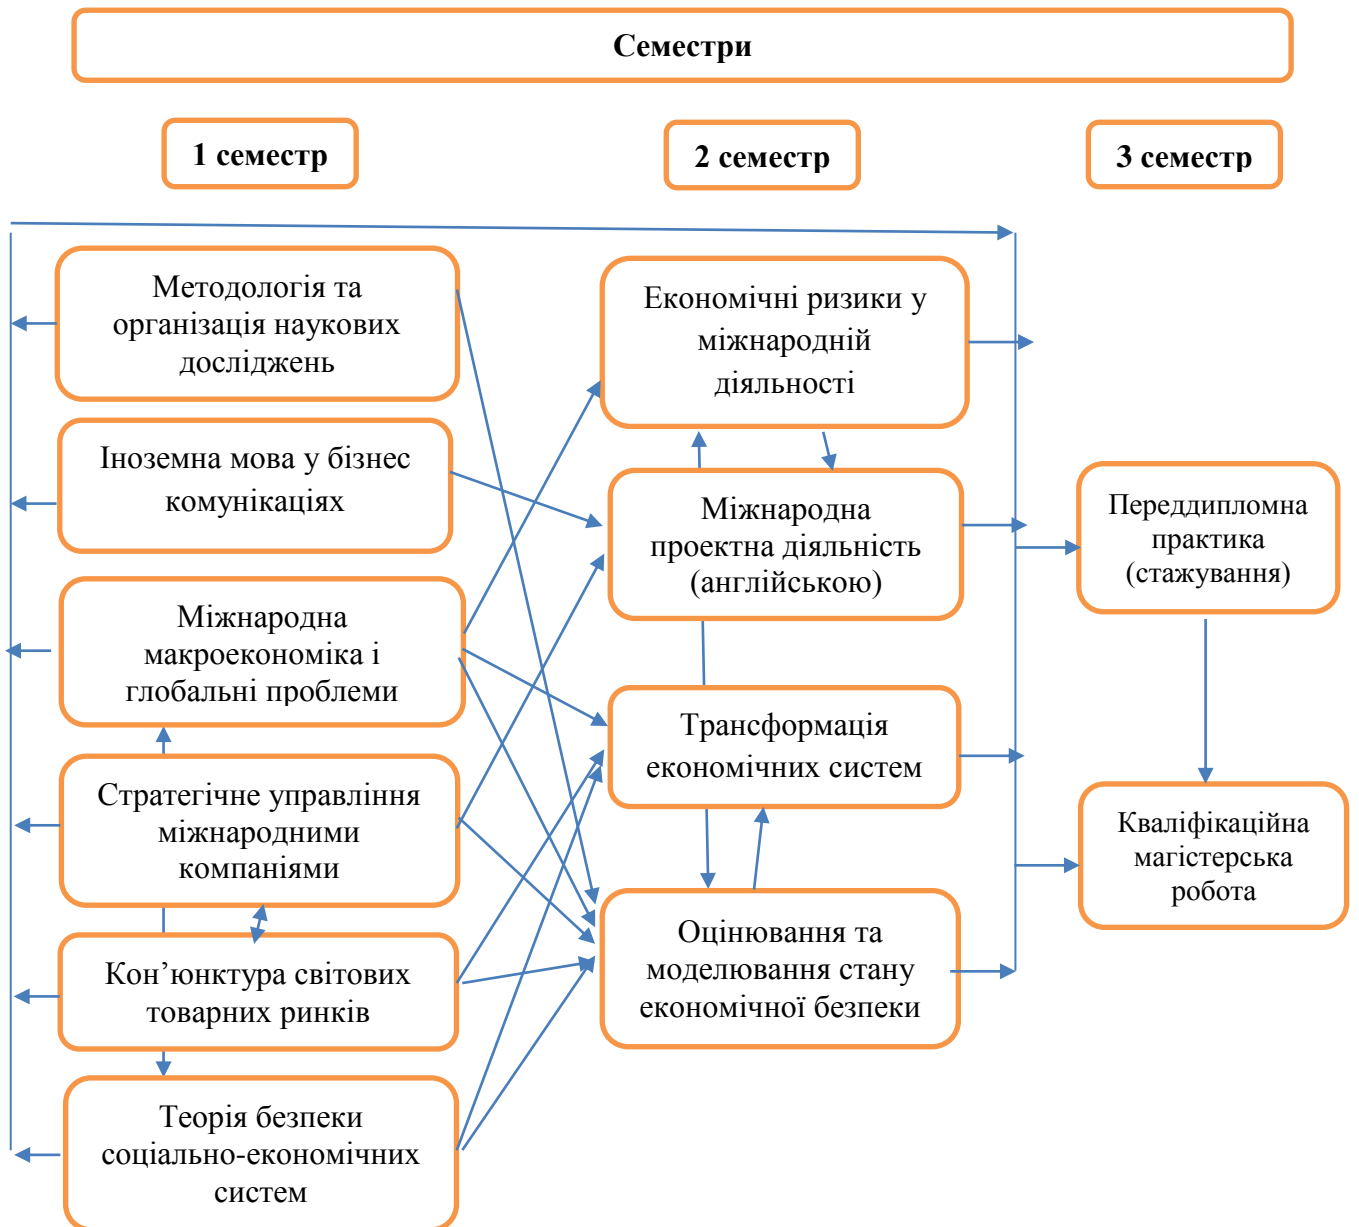 Семестри
1 семестр
2 семестр
3 семестр
Методологія та
організація наукових
досліджень
Іноземна мова у бізнес
комунікаціях
Міжнародна
макроекономіка і
глобальні проблеми
Стратегічне управління
міжнародними
компаніями
Кон’юнктура світових
товарних ринків
Теорія безпеки
соціально-економічних
систем
Економічні ризики у
міжнародній
діяльності
Міжнародна
проектна діяльність
(англійською)
Трансформація
економічних систем
Оцінювання та
моделювання стану
економічної безпеки
Переддипломна
практика
(стажування)
Кваліфікаційна
магістерська
робота